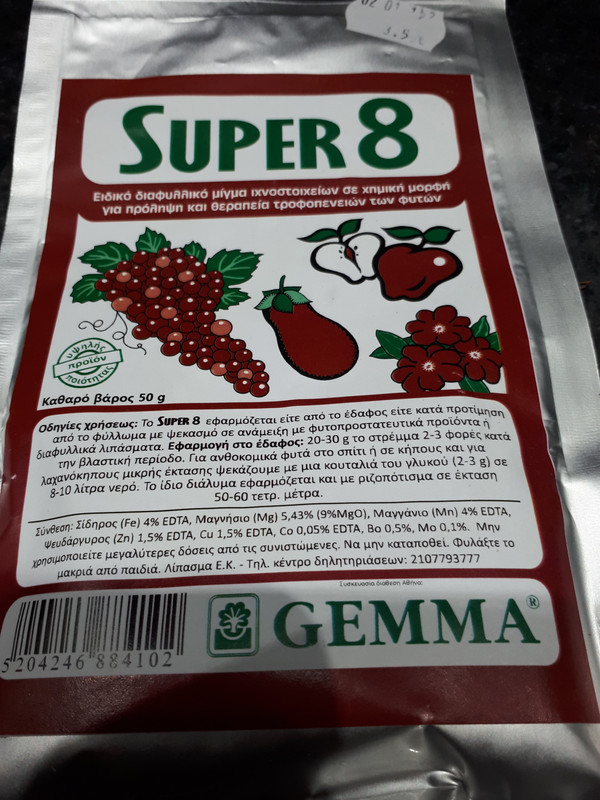 02 01 157
3.5
SUPER 8
Ειδικό διαφυλλικό μίγμα ιχνοστοιχείων σε χημική μορφή
για πρόληψη και θεραπεία τροφοπενειών των φυτών
υψηλής
προϊόν
ποιότητας
Καθαρό βάρος 50 g
Οδηγίες χρήσεως: Το SUPER 8 εφαρμόζεται είτε από το έδαφος είτε κατά προτίμηση
από το φύλλωμα με ψεκασμό σε ανάμειξη με φυτοπροστατευτικά προϊόντα ή
διαφυλλικά λιπάσματα. Εφαρμογή στο έδαφος: 20-30 g το στρέμμα 2-3 φορές κατά
την βλαστική περίοδο. Για ανθοκομικά φυτά στο σπίτι ή σε κήπους και για
λαχανόκηπους μικρής έκτασης ψεκάζουμε με μια κουταλιά του γλυκού (2-3 g) σε
8-10 λίτρα νερό. Το ίδιο διάλυμα εφαρμόζεται και με ριζοπότισμα σε έκταση
50-60 τετρ. μέτρα.
Σύνθεση: Σίδηρος (Fe) 4% EDTA, Μαγνήσιο (Mg) 5,43% (9%MgO), Μαγγάνιο (Mn) 4% EDTA,
Ψευδάργυρος (Zn) 1,5% EDTA, Cu 1,5% EDTA, Co 0,05% EDTA, Bo 0,5%, Mo 0,1%. Μην
χρησιμοποιείτε μεγαλύτερες δόσεις από τις συνιστώμενες. Να μην καταποθεί. Φυλάξτε το
μακριά από παιδιά. Λίπασμα Ε.Κ. - Τηλ. κέντρο δηλητηριάσεων: 2107793777
Συσκευασία διάθεση Αθήνα:
GEMMA®
5 204246 884102